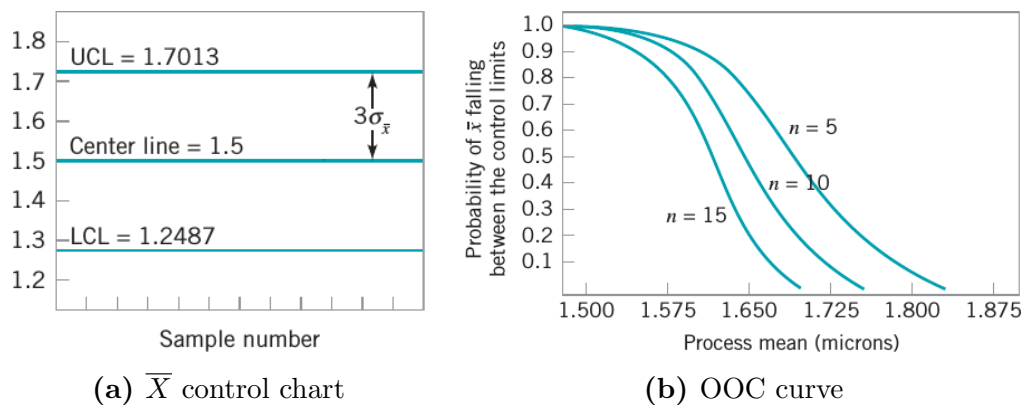 1.8
1.7
1.6
1.5
1.4
1.3
1.2
UCL = 1.7013
Center line = 1.5
LCL = 1.2487
3σx̄
Sample number
(a) X̄ control chart
Probability of x̄ falling
between the control limits
1.0
0.9
0.8
0.7
0.6
0.5
0.4
0.3
0.2
0.1
n = 5
n = 10
n = 15
1.500 1.575 1.650 1.725 1.800 1.875
Process mean (microns)
(b) OOC curve